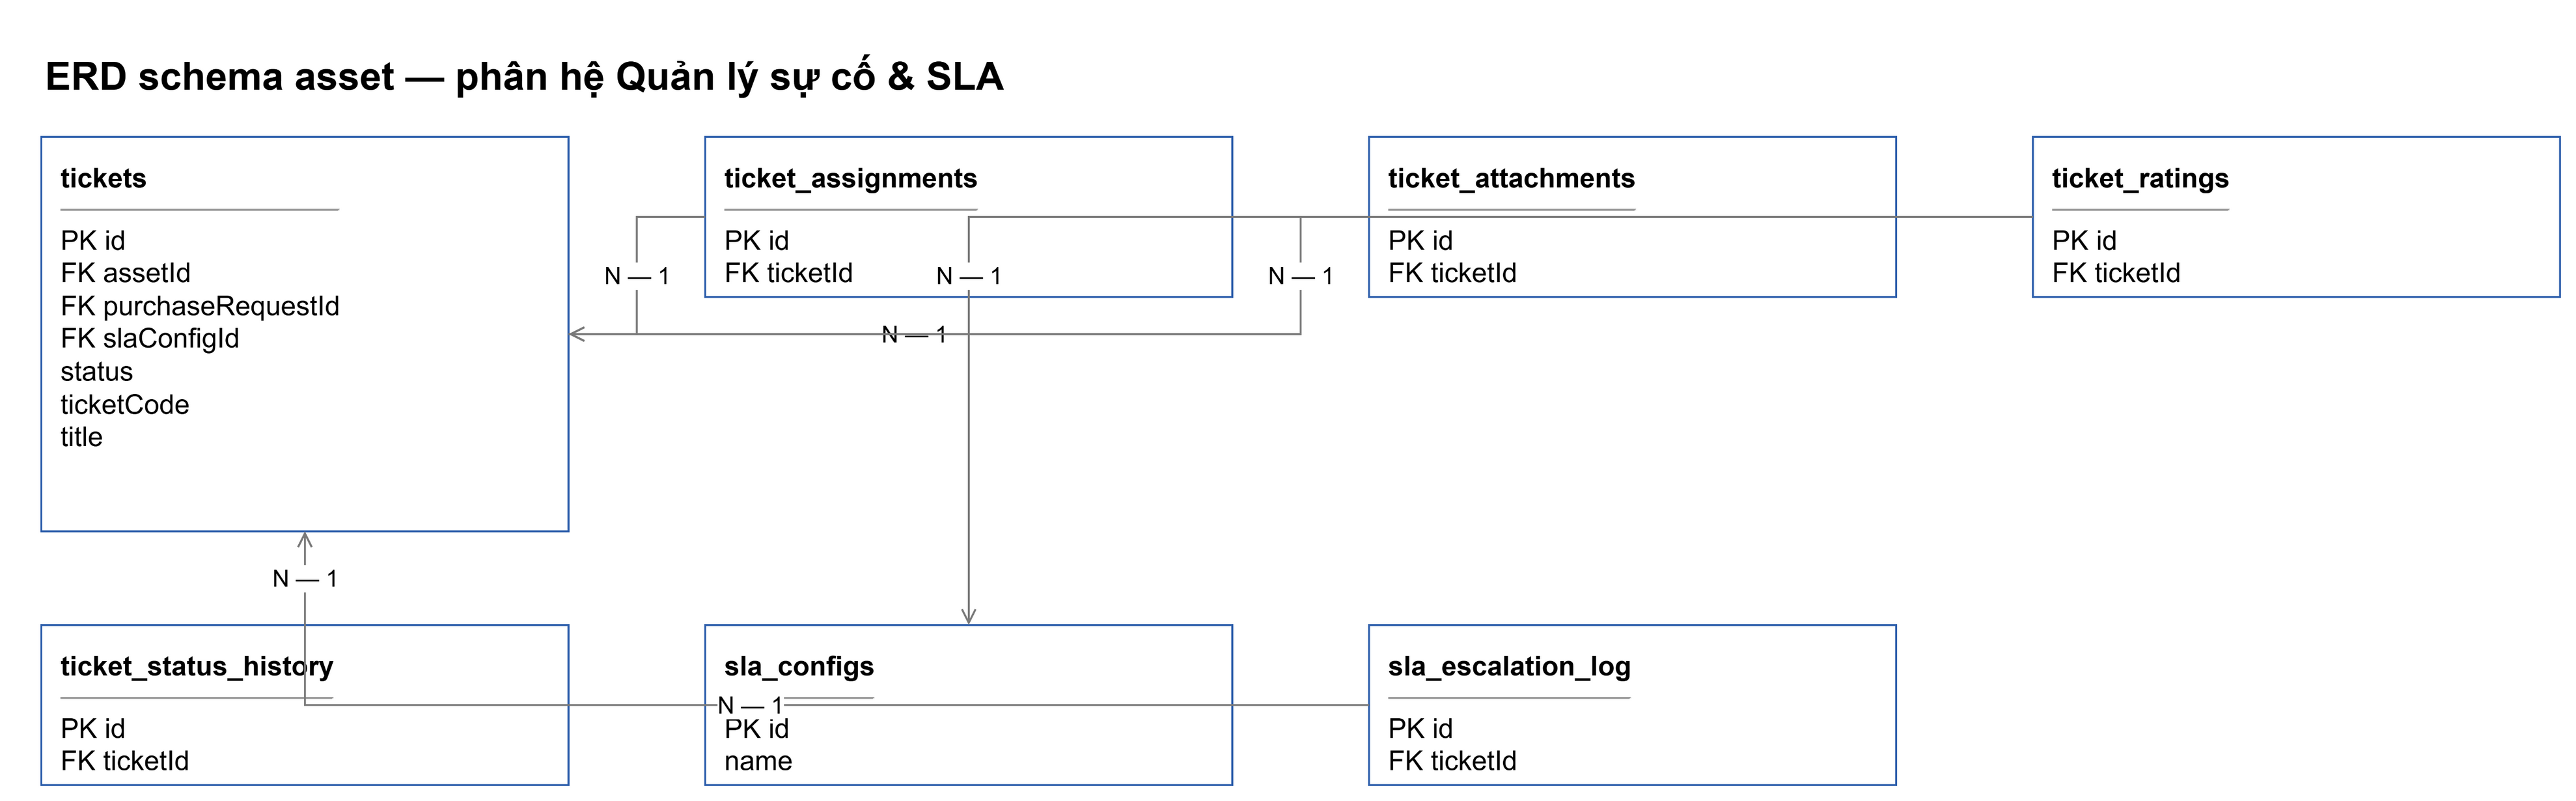 ERD schema asset — phân hệ Quản lý sự cố & SLA
tickets
PK id
FK assetId
FK purchaseRequestId
FK slaConfigId
status
ticketCode
title
ticket_assignments
PK id
FK ticketId
ticket_attachments
PK id
FK ticketId
ticket_ratings
PK id
FK ticketId
N — 1
N — 1
N — 1
N — 1
N — 1
ticket_status_history
PK id
FK ticketId
sla_configs
N — 1
PK id
name
sla_escalation_log
PK id
FK ticketId